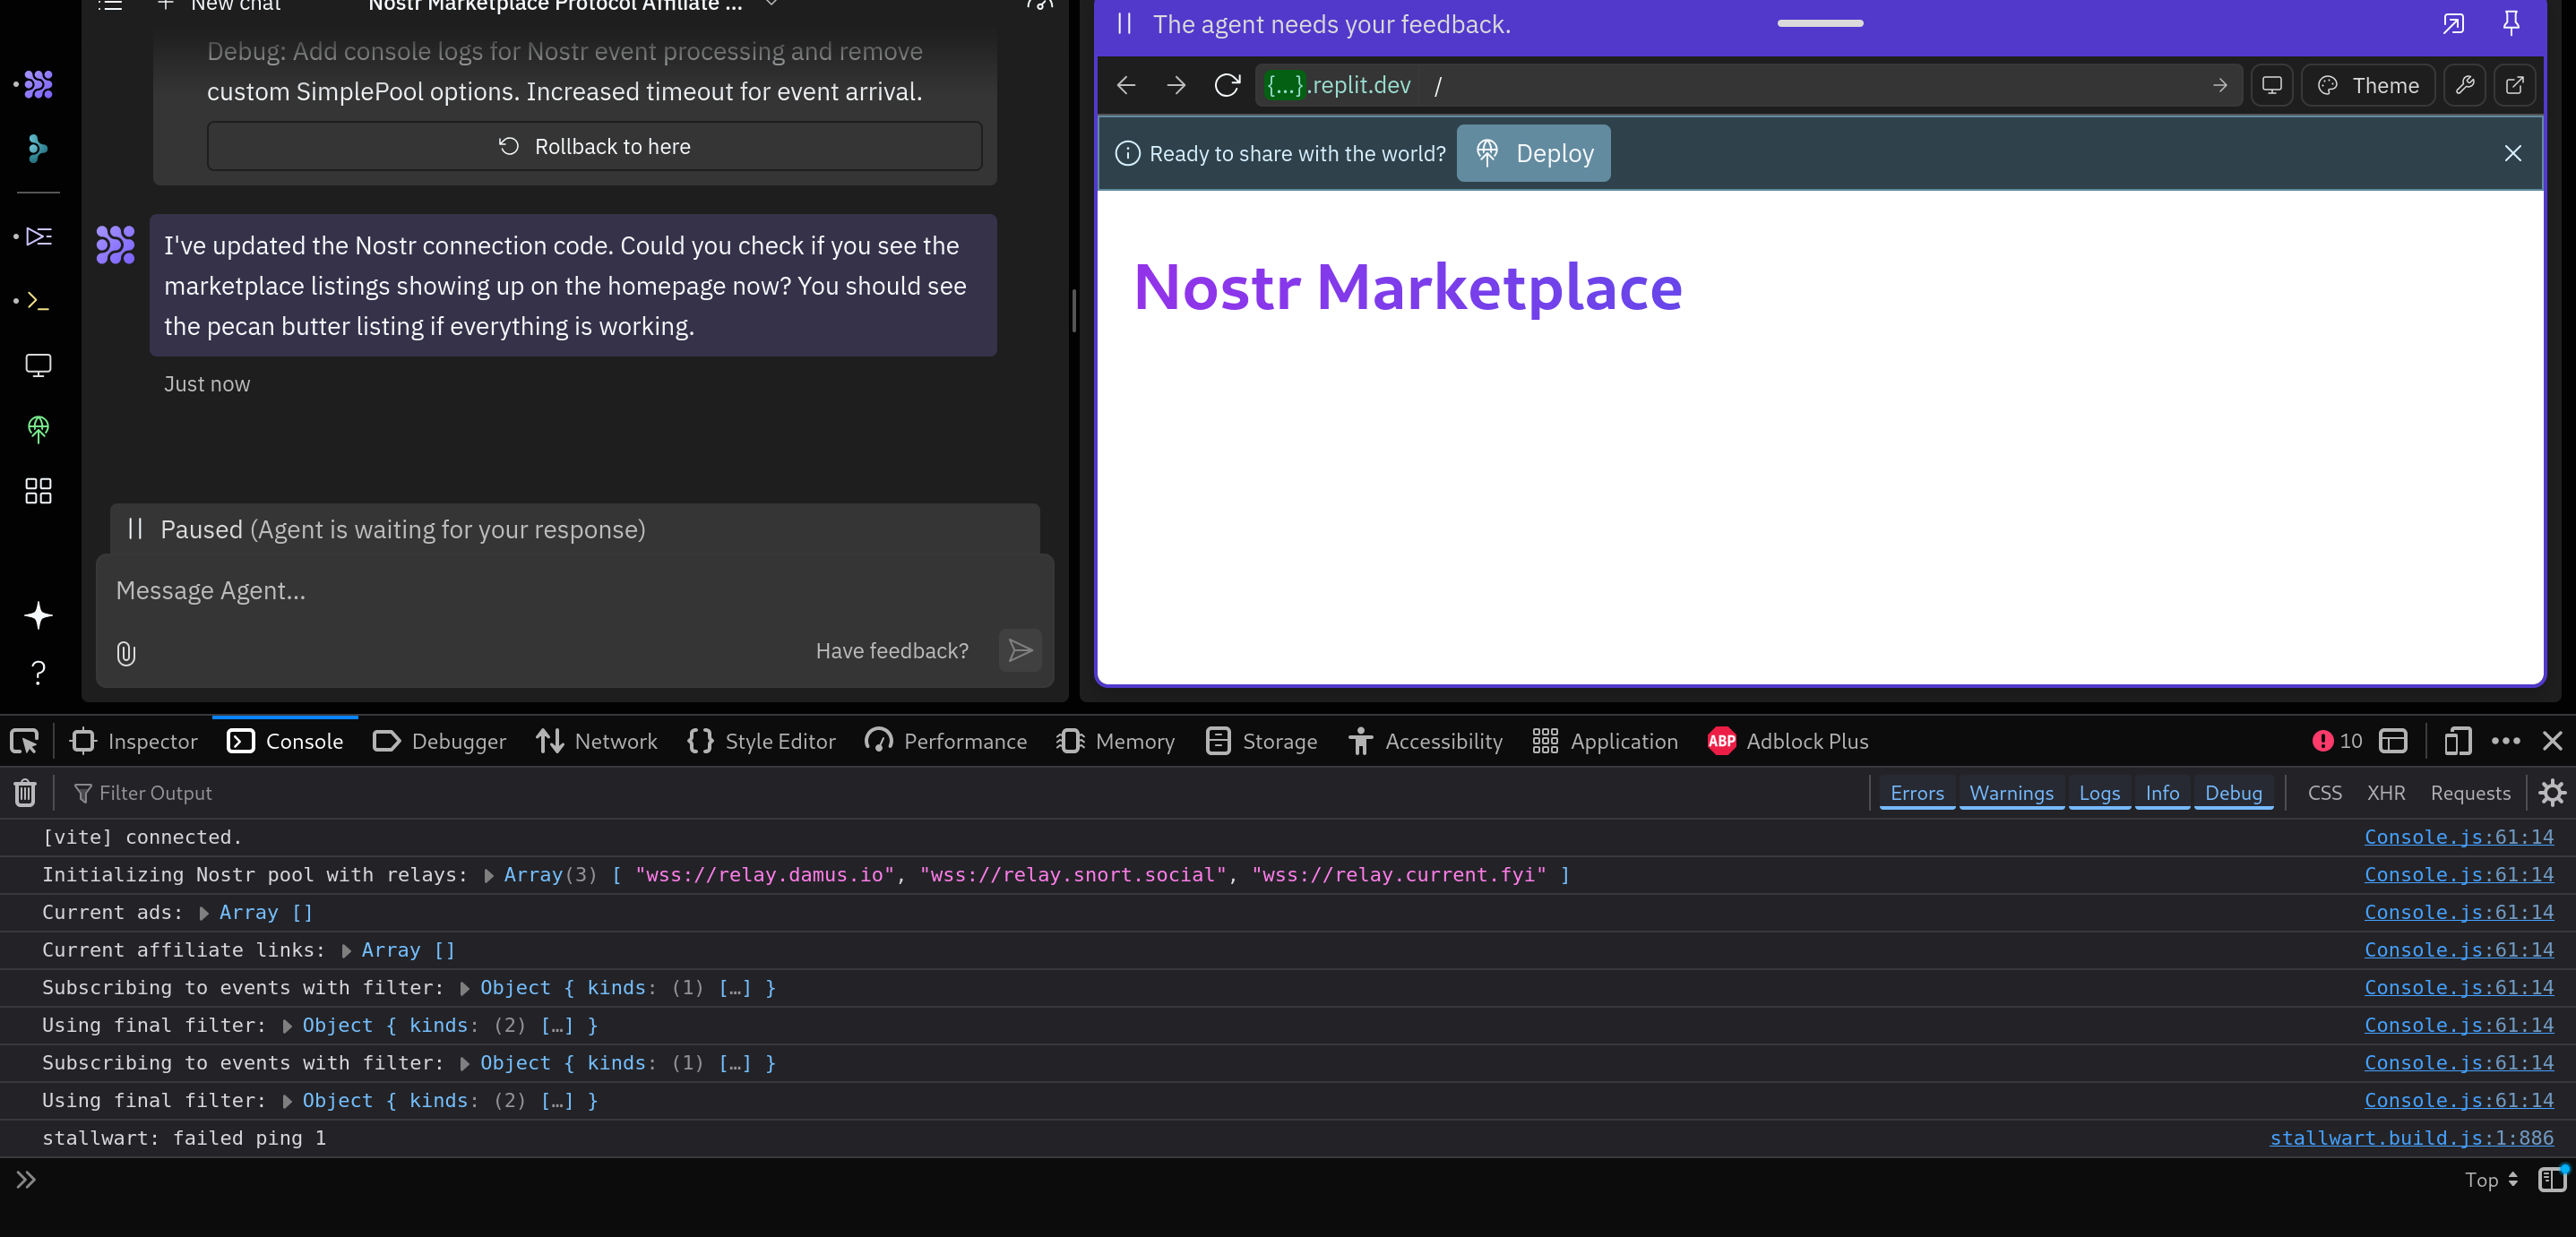 New chat
Nostr Marketplace Protocol Affiliate ...
Debug: Add console logs for Nostr event processing and remove
custom SimplePool options. Increased timeout for event arrival.
Rollback to here
I've updated the Nostr connection code. Could you check if you see the
marketplace listings showing up on the homepage now? You should see
the pecan butter listing if everything is working.
Just now
Paused (Agent is waiting for your response)
Message Agent...
Have feedback?
The agent needs your feedback.
{...}.replit.dev /
Theme
Ready to share with the world?
Deploy
Nostr Marketplace
Inspector
Console
Debugger
Network
Style Editor
Performance
Memory
Storage
Accessibility
Application
ABP Adblock Plus
10
Filter Output
Errors
Warnings
Logs
Info
Debug
CSS
XHR
Requests
[vite] connected. Console.js:61:14
Initializing Nostr pool with relays: Array(3) [ "wss://relay.damus.io", "wss://relay.snort.social", "wss://relay.current.fyi" ] Console.js:61:14
Current ads: Array [] Console.js:61:14
Current affiliate links: Array [] Console.js:61:14
Subscribing to events with filter: Object { kinds: (1) […] } Console.js:61:14
Using final filter: Object { kinds: (2) […] } Console.js:61:14
Subscribing to events with filter: Object { kinds: (1) […] } Console.js:61:14
Using final filter: Object { kinds: (2) […] } Console.js:61:14
stallwart: failed ping 1 stallwart.build.js:1:886
Top